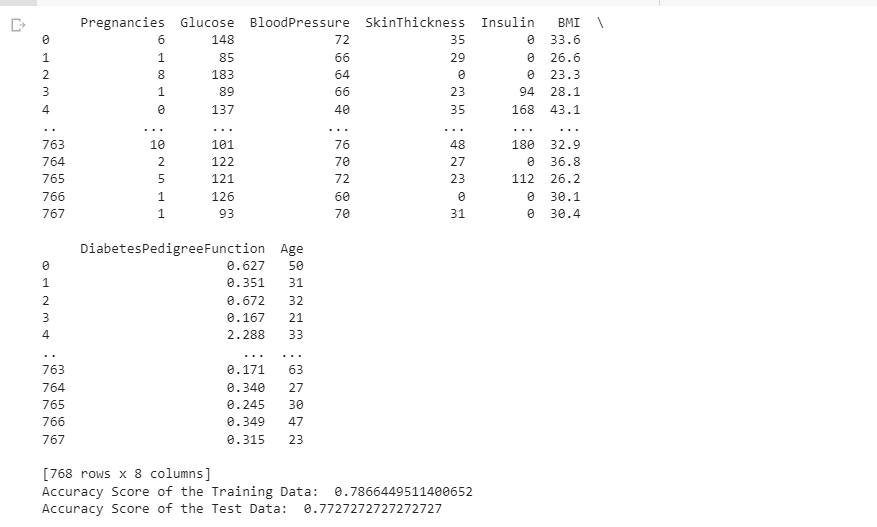 Pregnancies Glucose BloodPressure SkinThickness Insulin BMI \
0 6 148 72 35 0 33.6
1 1 85 66 29 0 26.6
2 8 183 64 0 0 23.3
3 1 89 66 23 94 28.1
4 0 137 40 35 168 43.1
.. ... ... ... ... ... ...
763 10 101 76 48 180 32.9
764 2 122 70 27 0 36.8
765 5 121 72 23 112 26.2
766 1 126 60 0 0 30.1
767 1 93 70 31 0 30.4
DiabetesPedigreeFunction Age
0 0.627 50
1 0.351 31
2 0.672 32
3 0.167 21
4 2.288 33
.. ... ...
763 0.171 63
764 0.340 27
765 0.245 30
766 0.349 47
767 0.315 23
[768 rows x 8 columns]
Accuracy Score of the Training Data: 0.7866449511400652
Accuracy Score of the Test Data: 0.7727272727272727